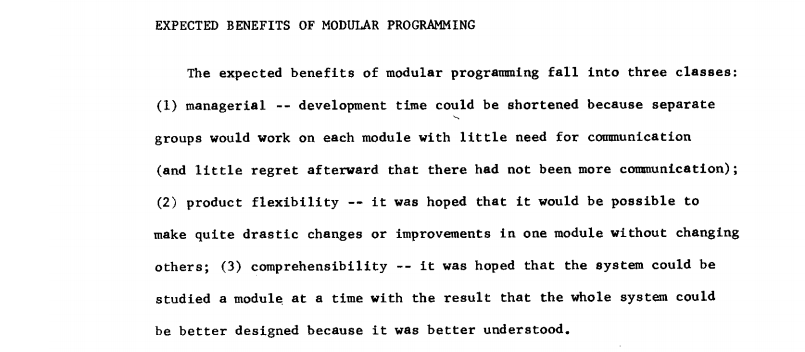 EXPECTED BENEFITS OF MODULAR PROGRAMMING
The expected benefits of modular programming fall into three classes:
(1) managerial -- development time could be shortened because separate
groups would work on each module with little need for communication
(and little regret afterward that there had not been more communication);
(2) product flexibility -- it was hoped that it would be possible to
make quite drastic changes or improvements in one module without changing
others; (3) comprehensibility -- it was hoped that the system could be
studied a module at a time with the result that the whole system could
be better designed because it was better understood.